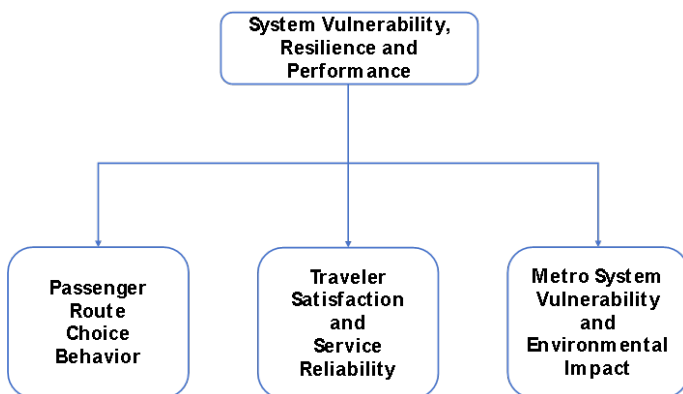 System Vulnerability,
Resilience and
Performance
Passenger
Route
Choice
Behavior
Traveler
Satisfaction
and
Service
Reliability
Metro System
Vulnerability
and
Environmental
Impact